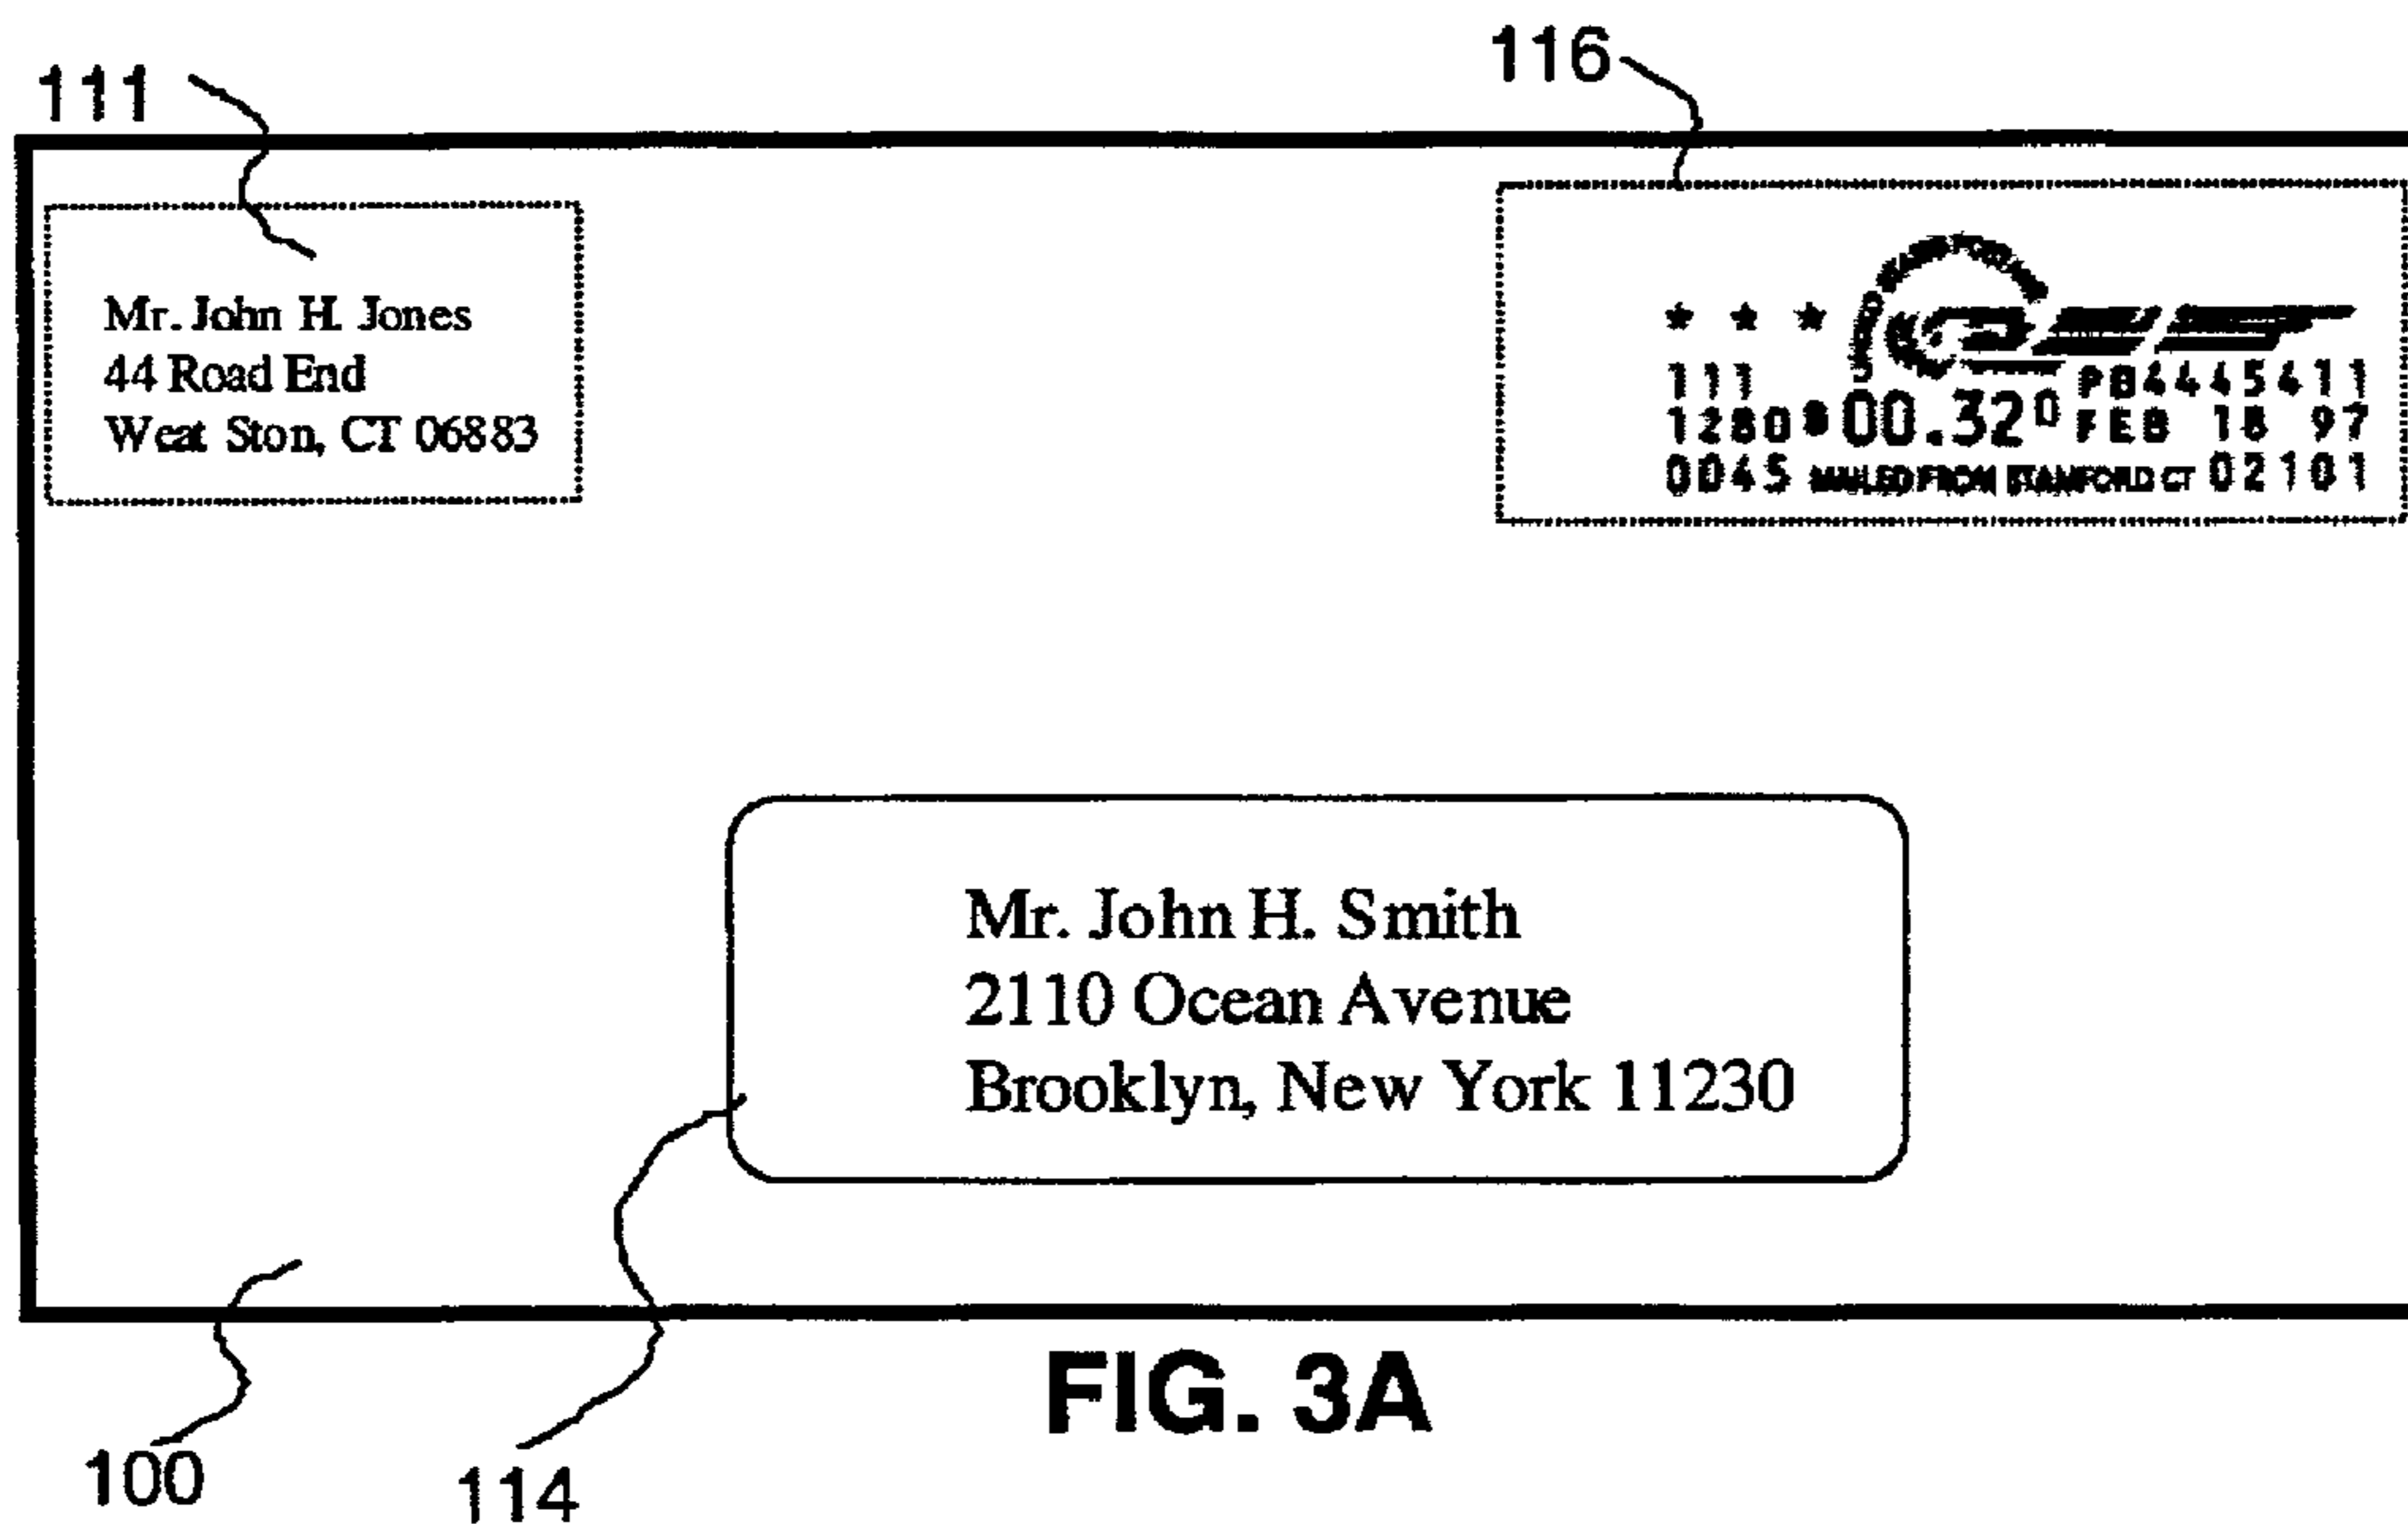 111
116
Mr. John H. Jones
44 Road End
Weat Ston, CT 06883
★ ★ ★
111 PB4445411
1280 00.32⁰ FEB 18 97
0045 MAILED FROM STAMFORD CT 02101
Mr. John H. Smith
2110 Ocean Avenue
Brooklyn, New York 11230
FIG. 3A
100
114